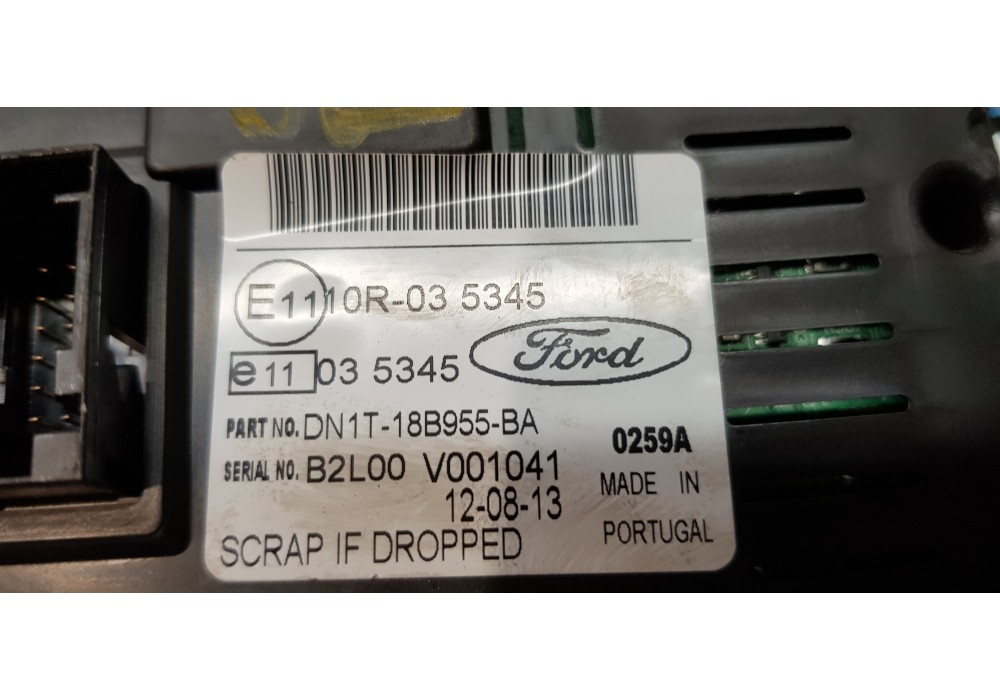 E11 10R-03 5345
e 11 03 5345
Ford
PART NO. DN1T-18B955-BA
0259A
SERIAL NO. B2L00 V001041
12-08-13
MADE IN
PORTUGAL
SCRAP IF DROPPED